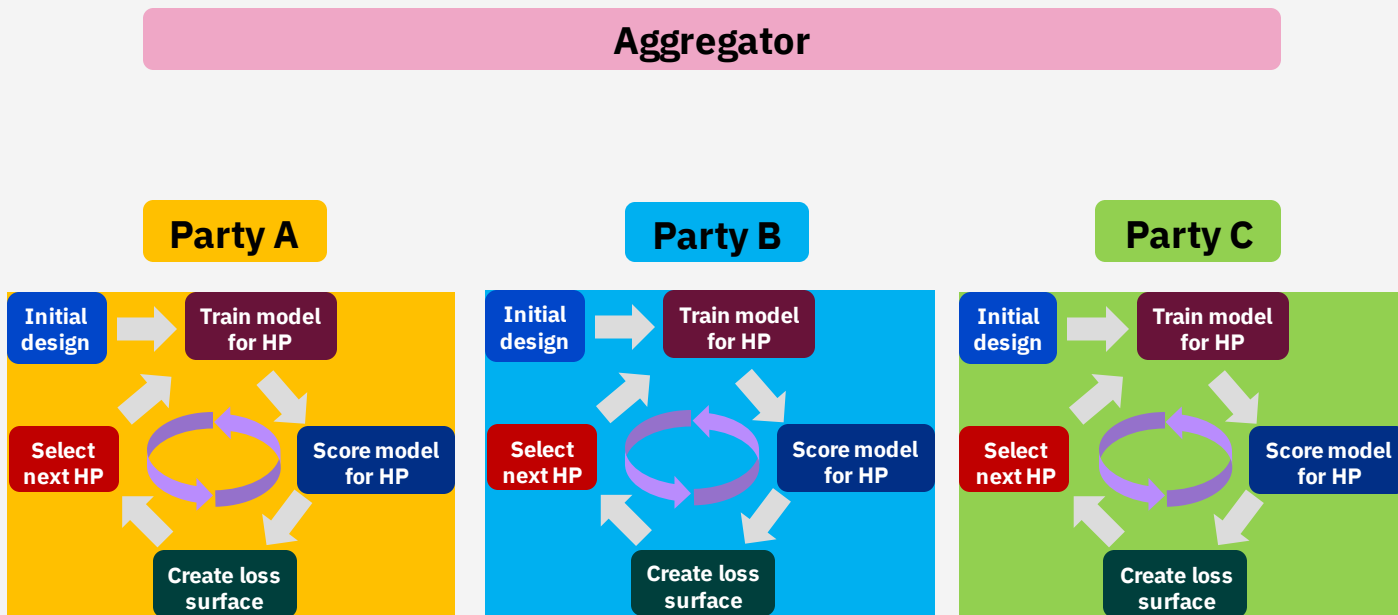 Aggregator
Party A
Party B
Party C
Initial
design
Train model
for HP
Select
next HP
Score model
for HP
Create loss
surface
Initial
design
Train model
for HP
Select
next HP
Score model
for HP
Create loss
surface
Initial
design
Train model
for HP
Select
next HP
Score model
for HP
Create loss
surface